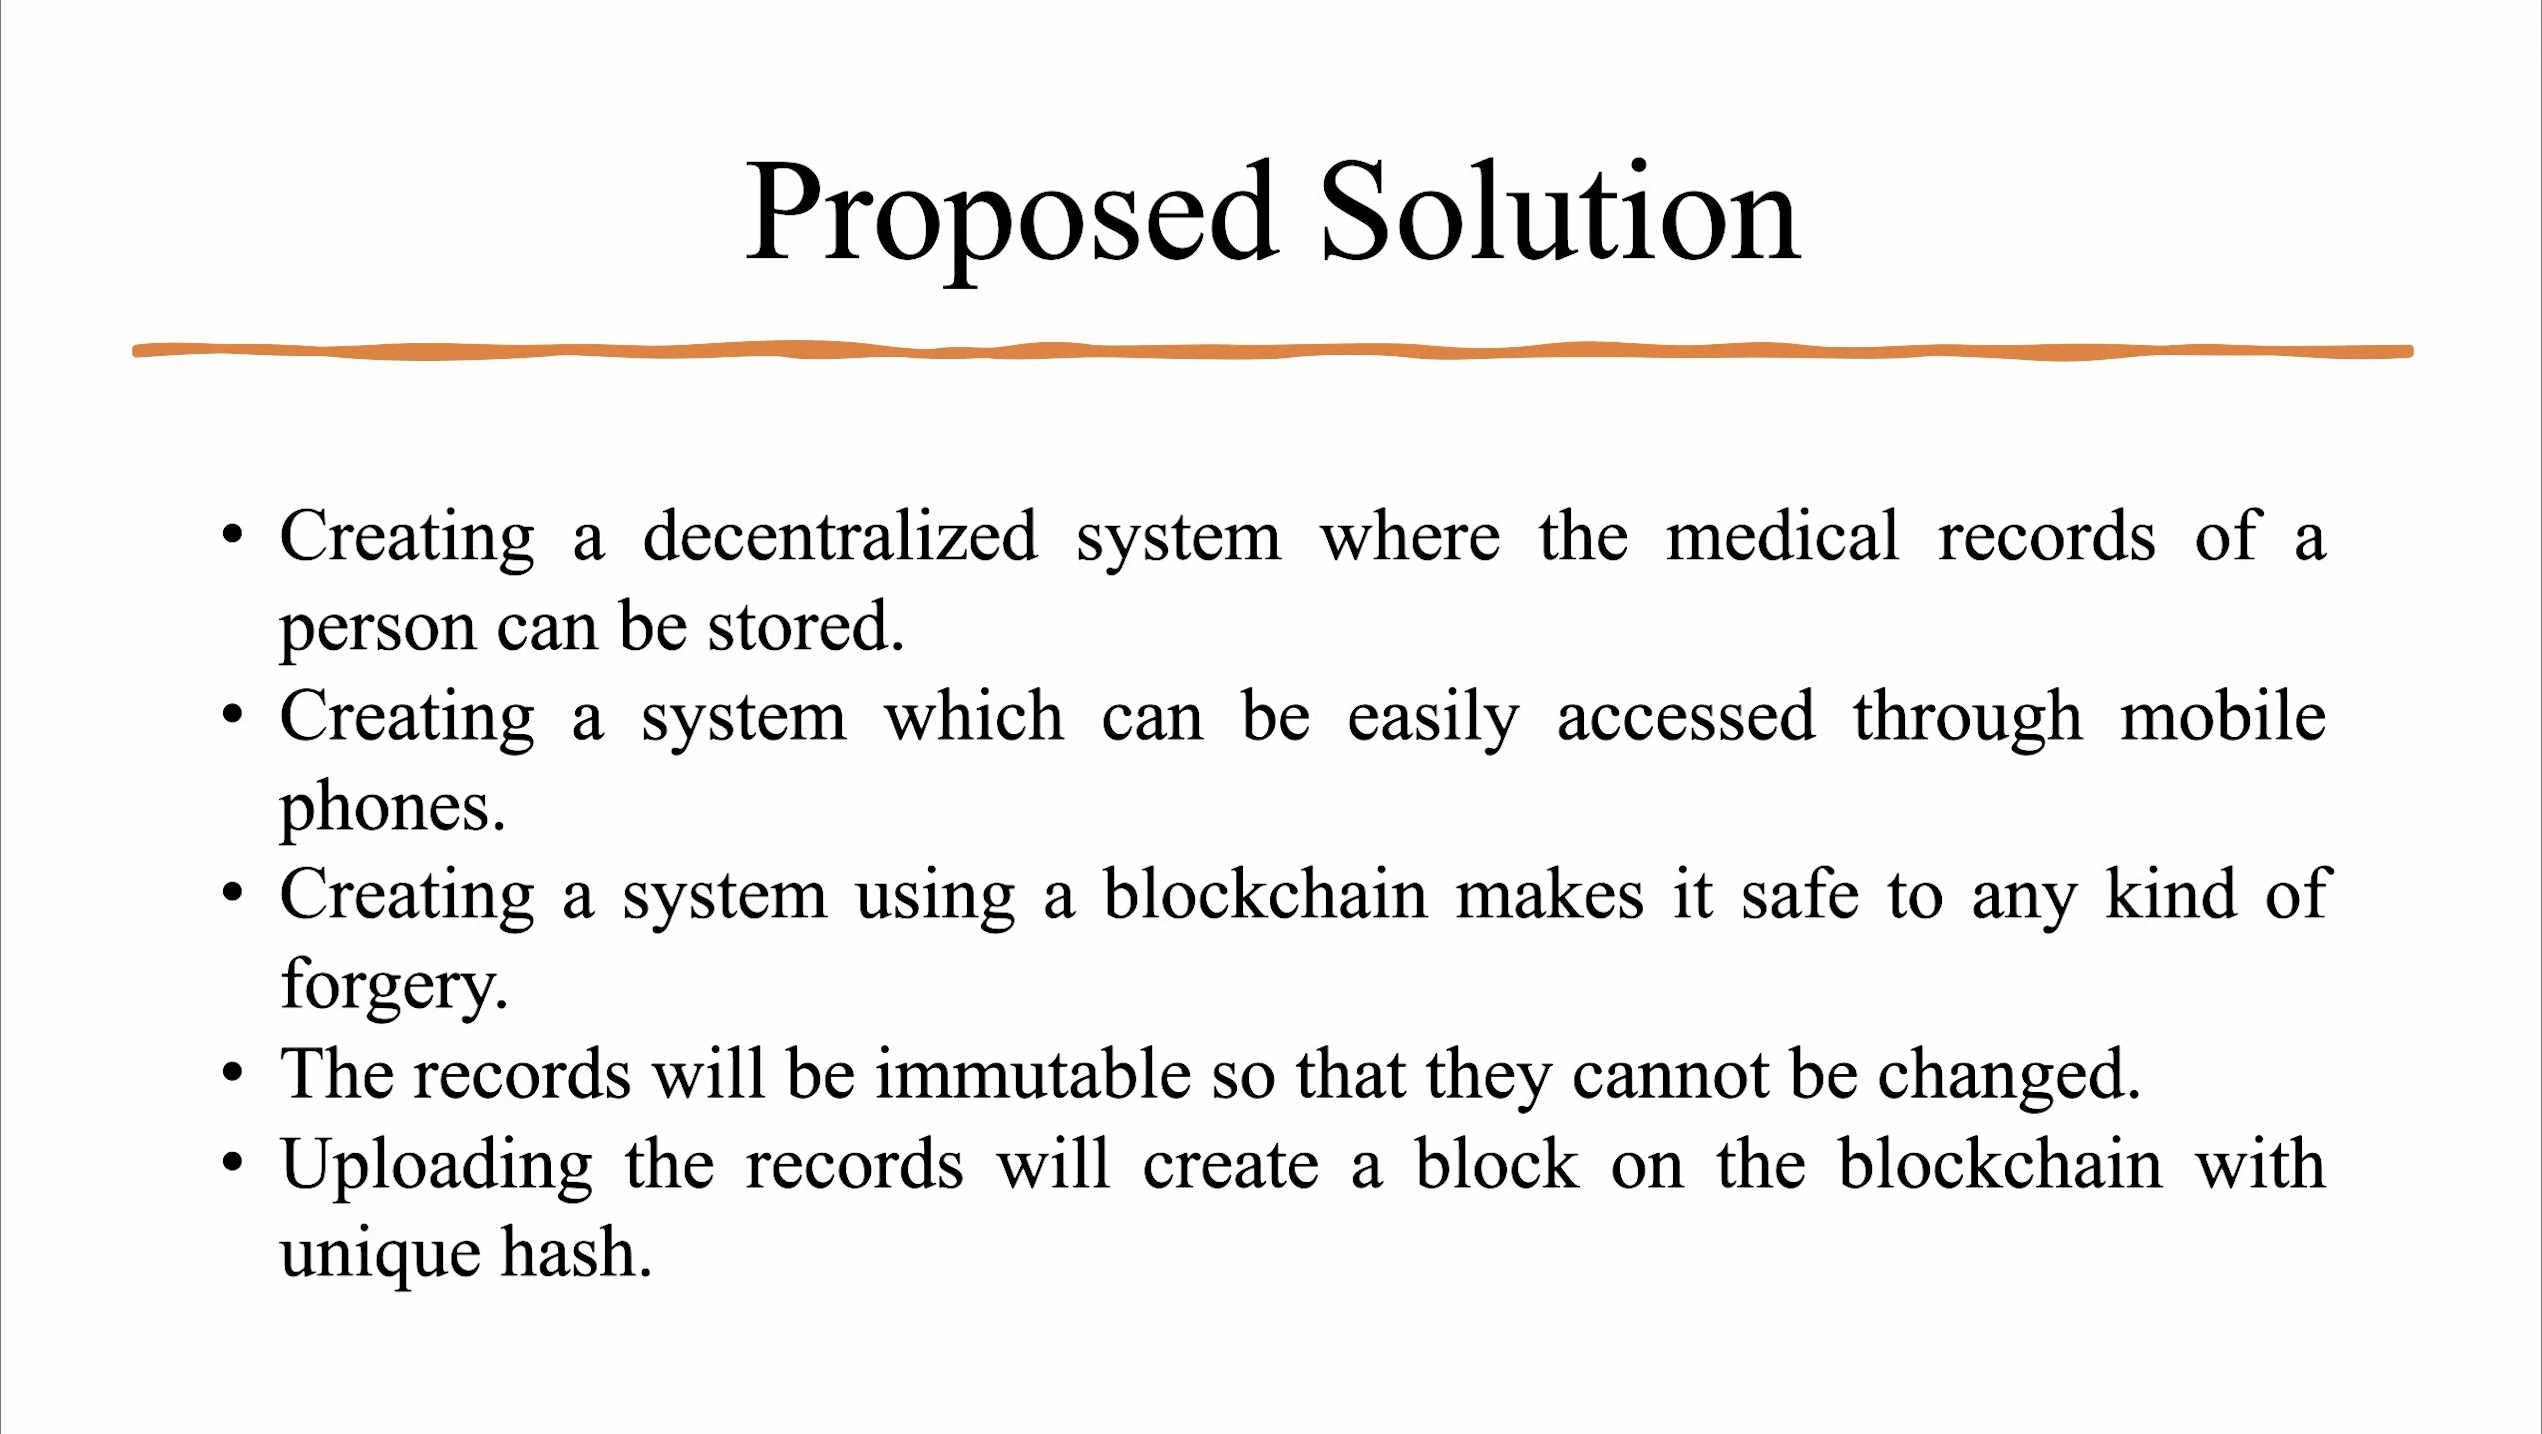 Proposed Solution
• Creating a decentralized system where the medical records of a
person can be stored.
• Creating a system which can be easily accessed through mobile
phones.
• Creating a system using a blockchain makes it safe to any kind of
forgery.
• The records will be immutable so that they cannot be changed.
• Uploading the records will create a block on the blockchain with
unique hash.